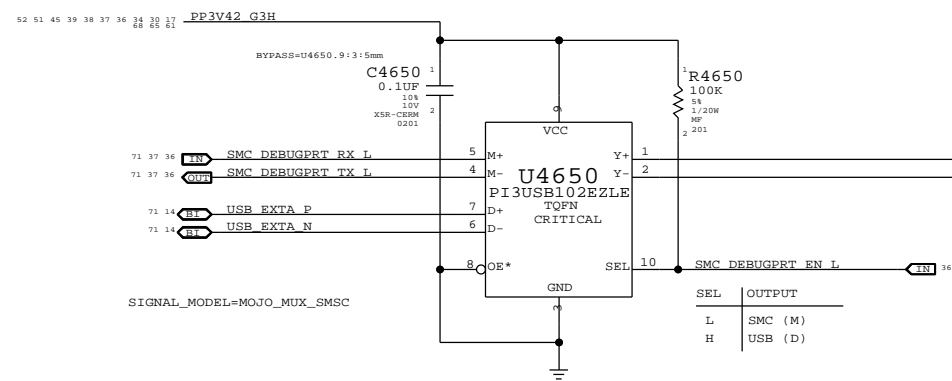 52 51 45 39 38 37 36 34 30 17 PP3V42_G3H
68 65 61
BYPASS=U4650.9:3:5mm
C4650 1
0.1UF
10%
10V
X5R-CERM 2
0201
1 R4650
100K
5%
1/20W
MF
2 201
9
VCC
71 37 36 IN SMC_DEBUGPRT_RX_L 5 M+ Y+ 1
71 37 36 OUT SMC_DEBUGPRT_TX_L 4 M- Y- 2
U4650
PI3USB102EZLE
TQFN
CRITICAL
71 14 BI USB_EXTA_P 7 D+
71 14 BI USB_EXTA_N 6 D-
8 OE* SEL 10 SMC_DEBUGPRT_EN_L IN 36
GND
3
SIGNAL_MODEL=MOJO_MUX_SMSC
SEL OUTPUT
L SMC (M)
H USB (D)